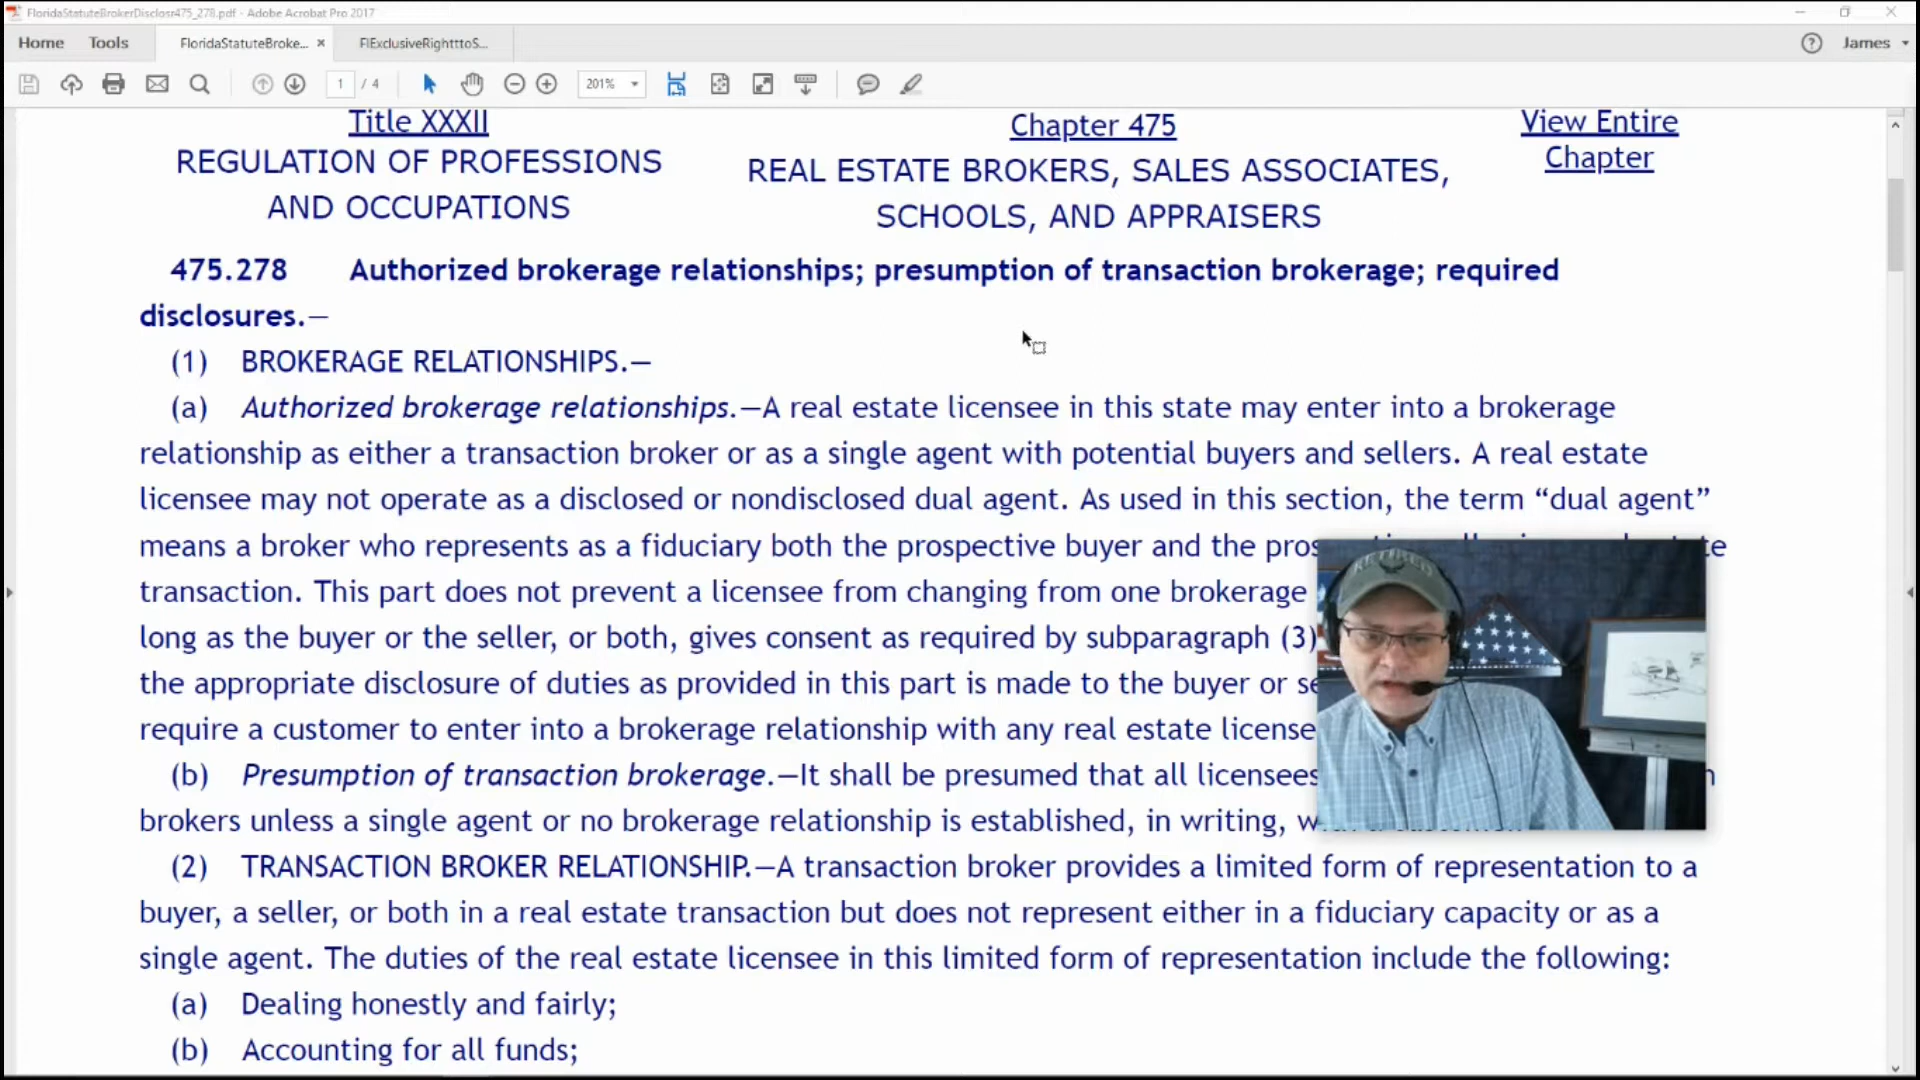 FloridaStatuteBrokerDisclosr475_278.pdf - Adobe Acrobat Pro 2017
Home Tools FloridaStatuteBroke... × FlExclusiveRightttoS...
James
1 / 4 201%
Title XXXII
Chapter 475
View Entire
Chapter
REGULATION OF PROFESSIONS
AND OCCUPATIONS
REAL ESTATE BROKERS, SALES ASSOCIATES,
SCHOOLS, AND APPRAISERS
475.278 Authorized brokerage relationships; presumption of transaction brokerage; required
disclosures.—
(1) BROKERAGE RELATIONSHIPS.—
(a) Authorized brokerage relationships.—A real estate licensee in this state may enter into a brokerage
relationship as either a transaction broker or as a single agent with potential buyers and sellers. A real estate
licensee may not operate as a disclosed or nondisclosed dual agent. As used in this section, the term “dual agent”
means a broker who represents as a fiduciary both the prospective buyer and the
transaction. This part does not prevent a licensee from changing from one brokerage
long as the buyer or the seller, or both, gives consent as required by subparagraph (3)
the appropriate disclosure of duties as provided in this part is made to the buyer or
require a customer to enter into a brokerage relationship with any real estate
(b) Presumption of transaction brokerage.—It shall be presumed that all licensees
brokers unless a single agent or no brokerage relationship is established, in writing,
(2) TRANSACTION BROKER RELATIONSHIP.—A transaction broker provides a limited form of representation to a
buyer, a seller, or both in a real estate transaction but does not represent either in a fiduciary capacity or as a
single agent. The duties of the real estate licensee in this limited form of representation include the following:
(a) Dealing honestly and fairly;
(b) Accounting for all funds;